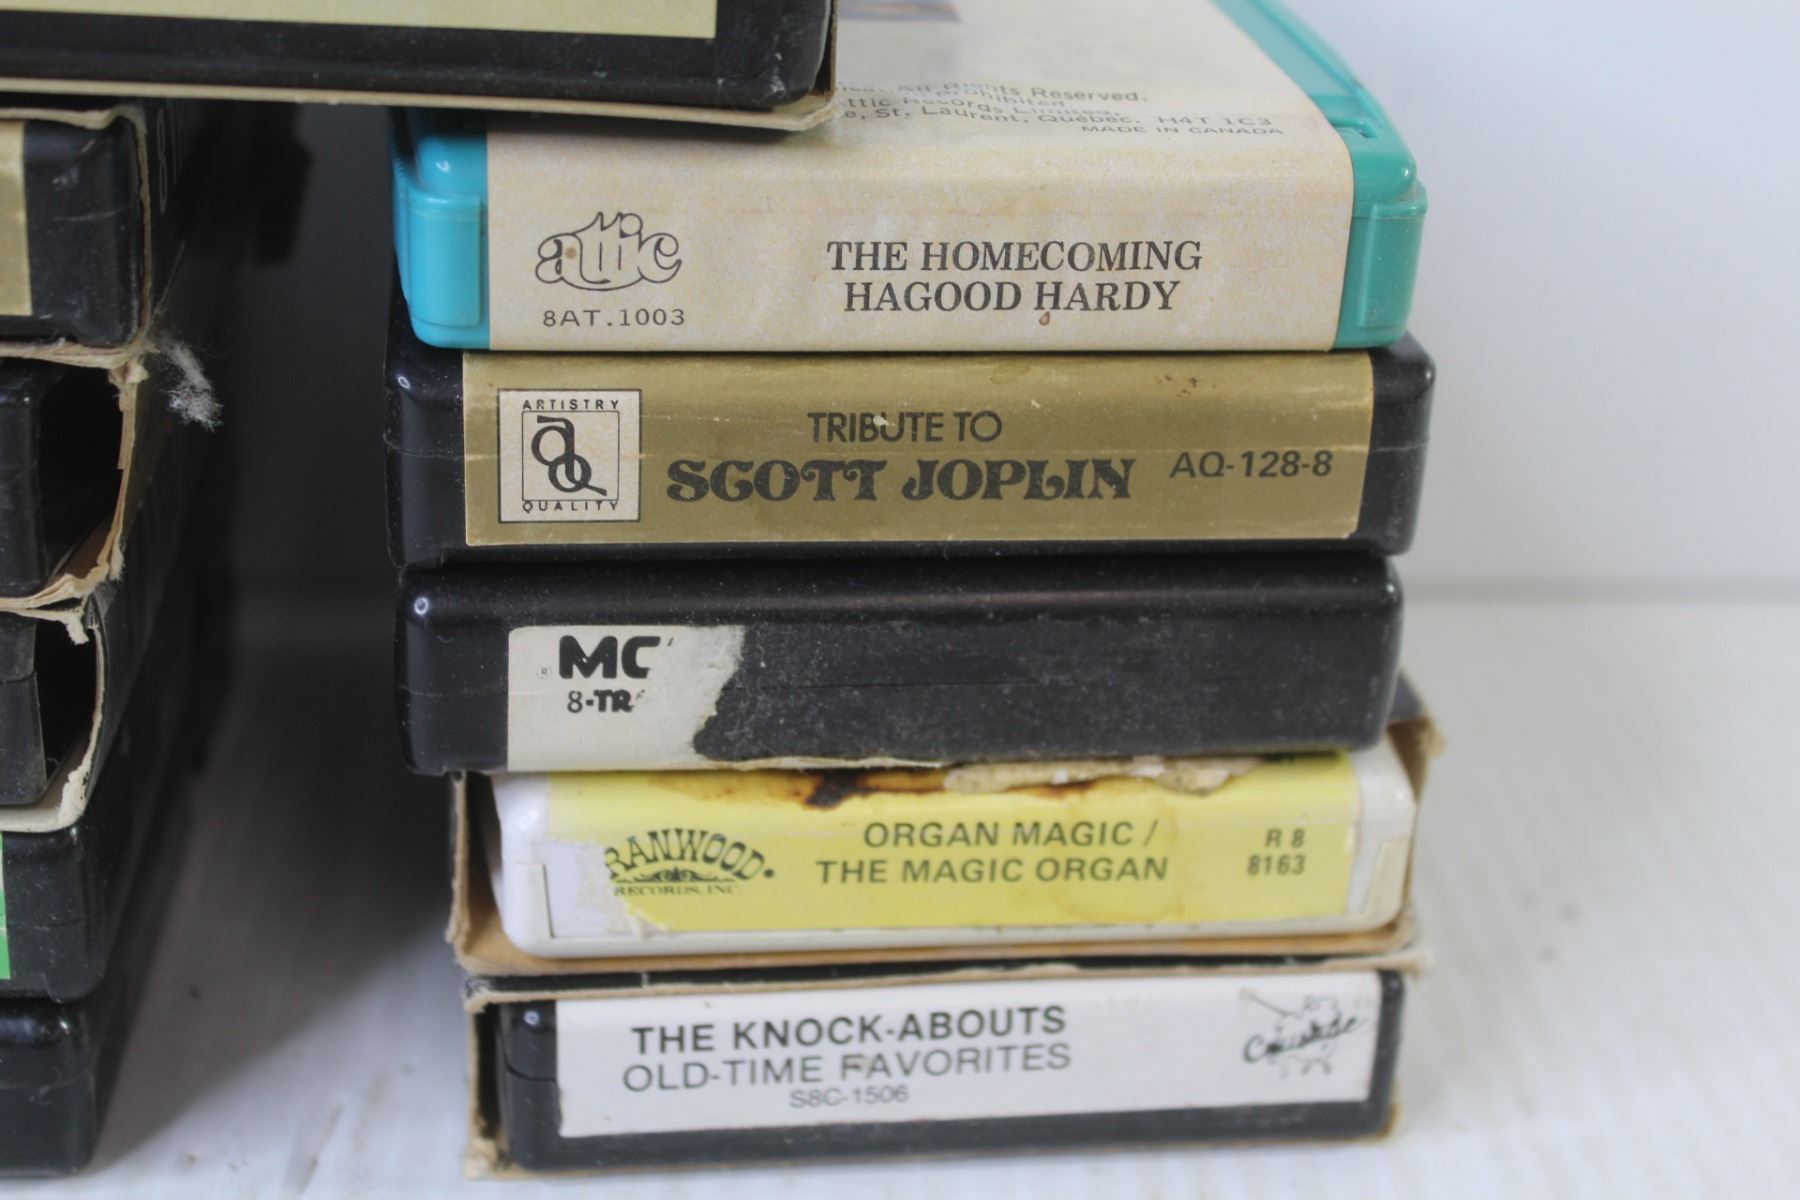 All Rights Reserved.
Prohibited
Attic Records Limited,
St. Laurent, Quebec. H4T 1C3
MADE IN CANADA
attic
8AT.1003
THE HOMECOMING
HAGOOD HARDY
ARTISTRY
aq
QUALITY
TRIBUTE TO
SCOTT JOPLIN
AQ-128-8
® MC
8-TR
RANWOOD.
RECORDS, INC.
ORGAN MAGIC /
THE MAGIC ORGAN
R 8
8163
THE KNOCK-ABOUTS
OLD-TIME FAVORITES
S8C-1506